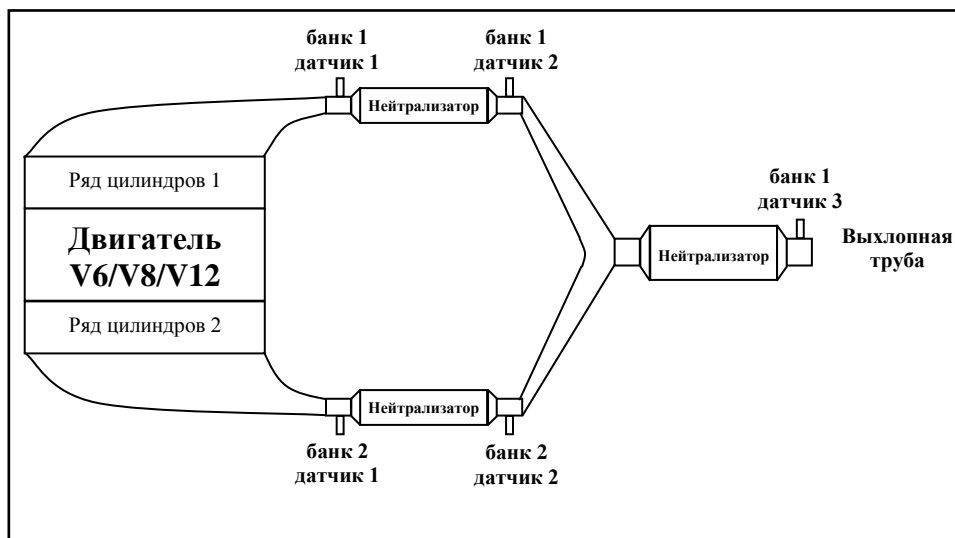 банк 1
датчик 1
банк 1
датчик 2
Нейтрализатор
Нейтрализатор
Ряд цилиндров 1
Двигатель
V6/V8/V12
Ряд цилиндров 2
банк 1
датчик 3
Выхлопная
труба
Нейтрализатор
банк 2
датчик 1
банк 2
датчик 2